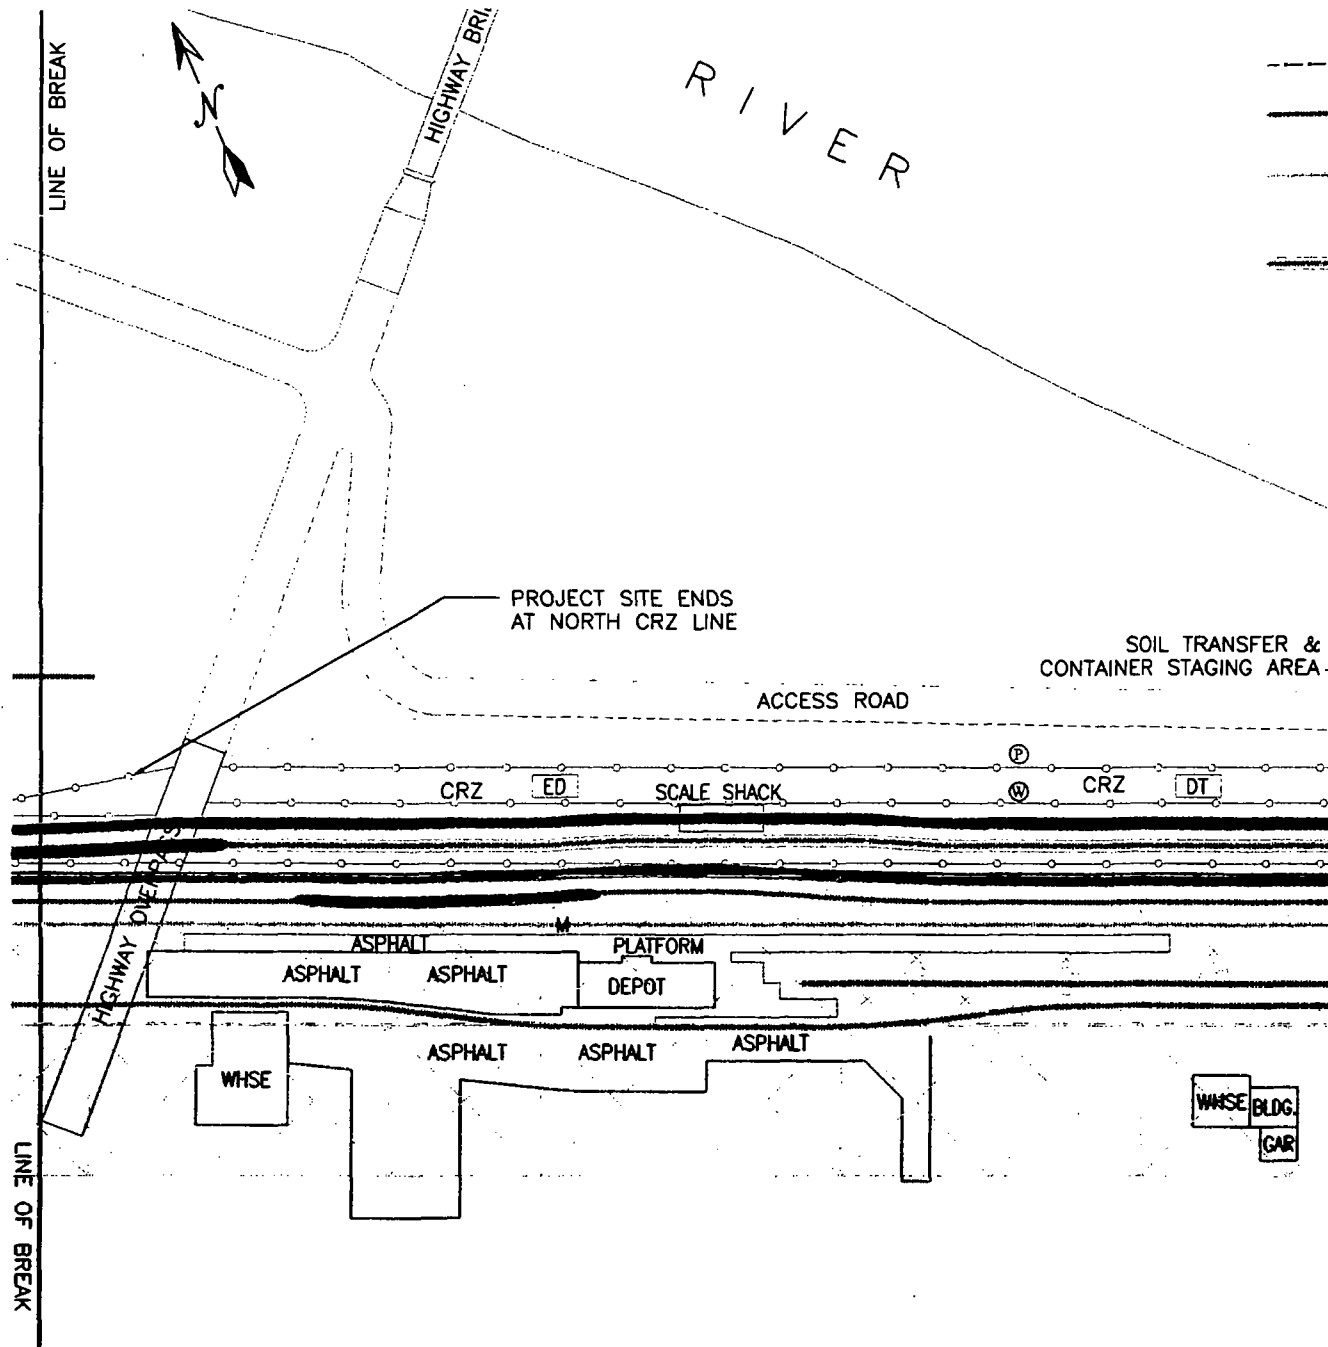 LINE OF BREAK
N
HIGHWAY
RIVER
PROJECT SITE ENDS
AT NORTH CRZ LINE
SOIL TRANSFER &
CONTAINER STAGING AREA
ACCESS ROAD
P
CRZ
ED
SCALE SHACK
W
CRZ
DT
HIGHWAY OVERPASS
M
ASPHALT
PLATFORM
ASPHALT
ASPHALT
DEPOT
ASPHALT
ASPHALT
ASPHALT
WHSE
WHSE
BLDG.
GAR
LINE OF BREAK